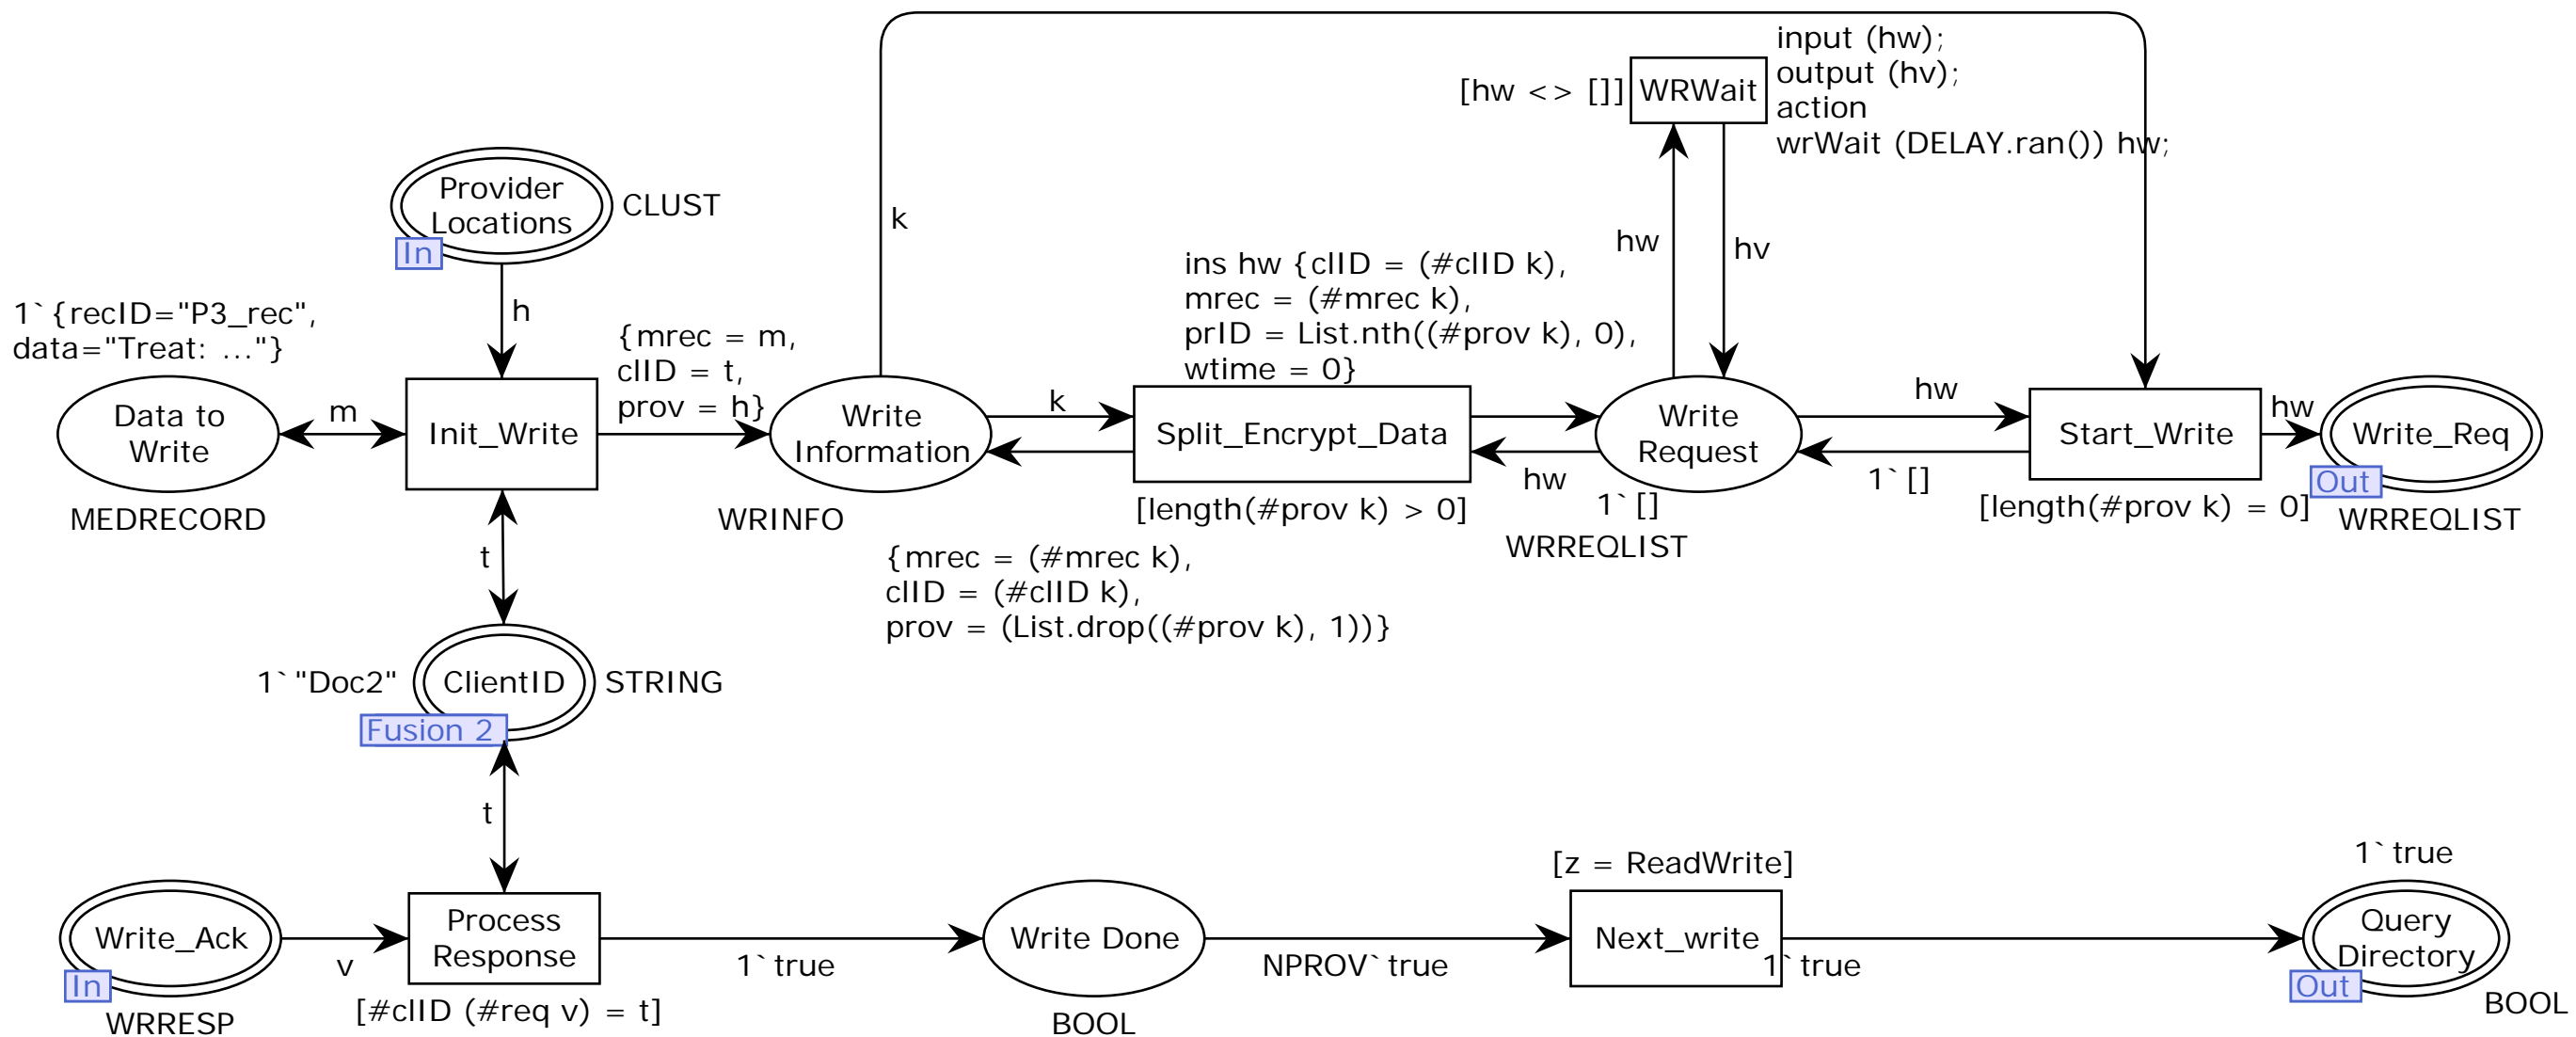 input (hw);
output (hv);
action
wrWait (DELAY.ran()) hw;
[hw <> []]
WRWait
Provider
Locations
CLUST
In
k
hw
hv
h
1`{recID="P3_rec",
data="Treat: ..."}
{mrec = m,
clID = t,
prov = h}
ins hw {clID = (#clID k),
mrec = (#mrec k),
prID = List.nth((#prov k), 0),
wtime = 0}
Data to
Write
m
Init_Write
Write
Information
k
Split_Encrypt_Data
Write
Request
hw
Start_Write
hw
Write_Req
Out
MEDRECORD
WRINFO
[length(#prov k) > 0]
hw
1`[]
WRREQLIST
1`[]
[length(#prov k) = 0]
WRREQLIST
t
{mrec = (#mrec k),
clID = (#clID k),
prov = (List.drop((#prov k), 1))}
1`"Doc2"
ClientID
STRING
Fusion 2
t
[z = ReadWrite]
1`true
Write_Ack
In
v
WRRESP
Process
Response
[#clID (#req v) = t]
1`true
Write Done
BOOL
NPROV`true
Next_write
1`true
Query
Directory
Out
BOOL